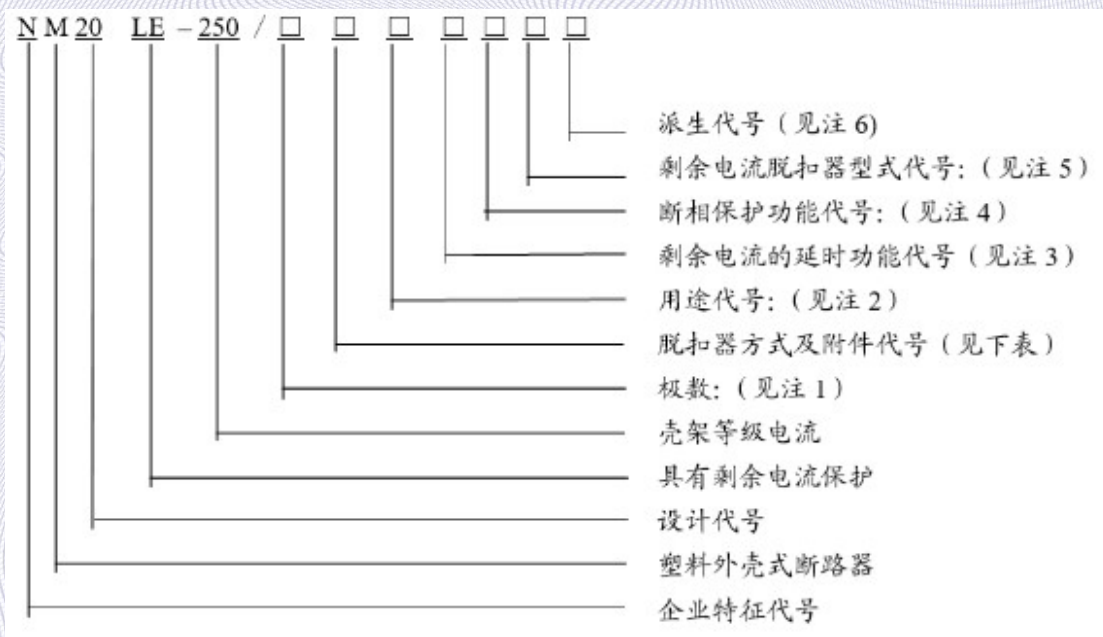 N M 20 LE – 250 / □ □ □ □ □ □ □
派生代号（见注 6)
剩余电流脱扣器型式代号:（见注 5）
断相保护功能代号:（见注 4）
剩余电流的延时功能代号（见注 3）
用途代号:（见注 2）
脱扣器方式及附件代号（见下表）
极数:（见注 1）
壳架等级电流
具有剩余电流保护
设计代号
塑料外壳式断路器
企业特征代号